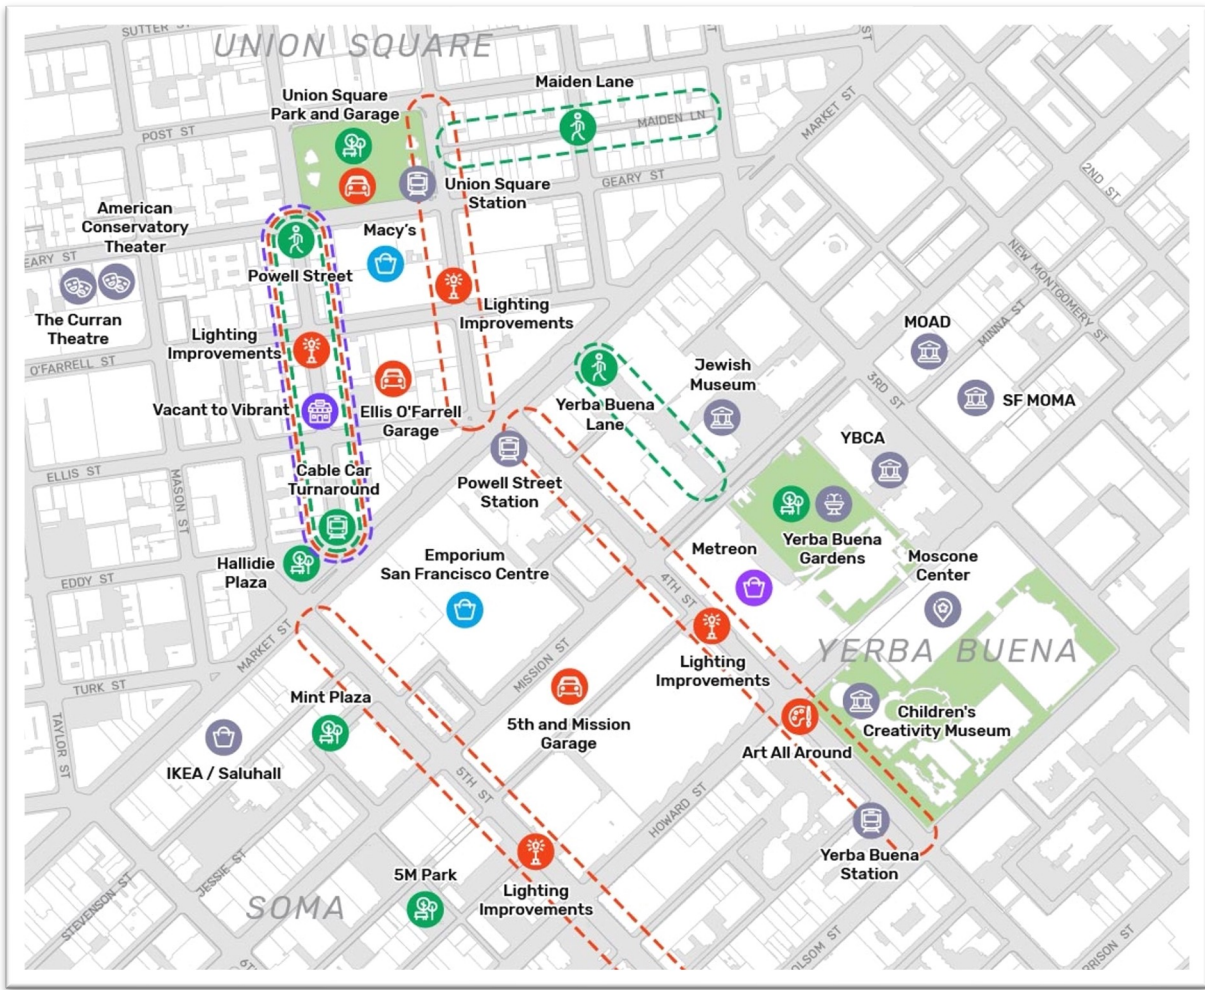 SUTTER ST
UNION SQUARE
Maiden Lane
Union Square
Park and Garage
POST ST
MAIDEN LN
MARKET ST
ST
2ND ST
GEARY ST
Union Square
Station
American
Conservatory
Theater
Macy's
EARY ST
Powell Street
NEW MONTGOMERY ST
The Curran
Theatre
Lighting
Improvements
Lighting
Improvements
MOAD
MINNA ST
O'FARRELL ST
Jewish
Museum
3RD ST
SF MOMA
Vacant to Vibrant
Ellis O'Farrell
Garage
Yerba Buena
Lane
YBCA
ELLIS ST
MASON ST
Cable Car
Turnaround
Powell Street
Station
Yerba Buena
Gardens
Metreon
Moscone
Center
Hallidie
Plaza
EDDY ST
Emporium
San Francisco Centre
4TH ST
MARKET ST
MISSION ST
YERBA BUENA
Lighting
Improvements
TURK ST
TAYLOR ST
Mint Plaza
5th and Mission
Garage
Children's
Creativity Museum
Art All Around
IKEA / Saluhall
5TH ST
HOWARD ST
Yerba Buena
Station
JESSIE ST
STEVENSON ST
SOMA
5M Park
Lighting
Improvements
OLSOM ST
RRISON ST
6T